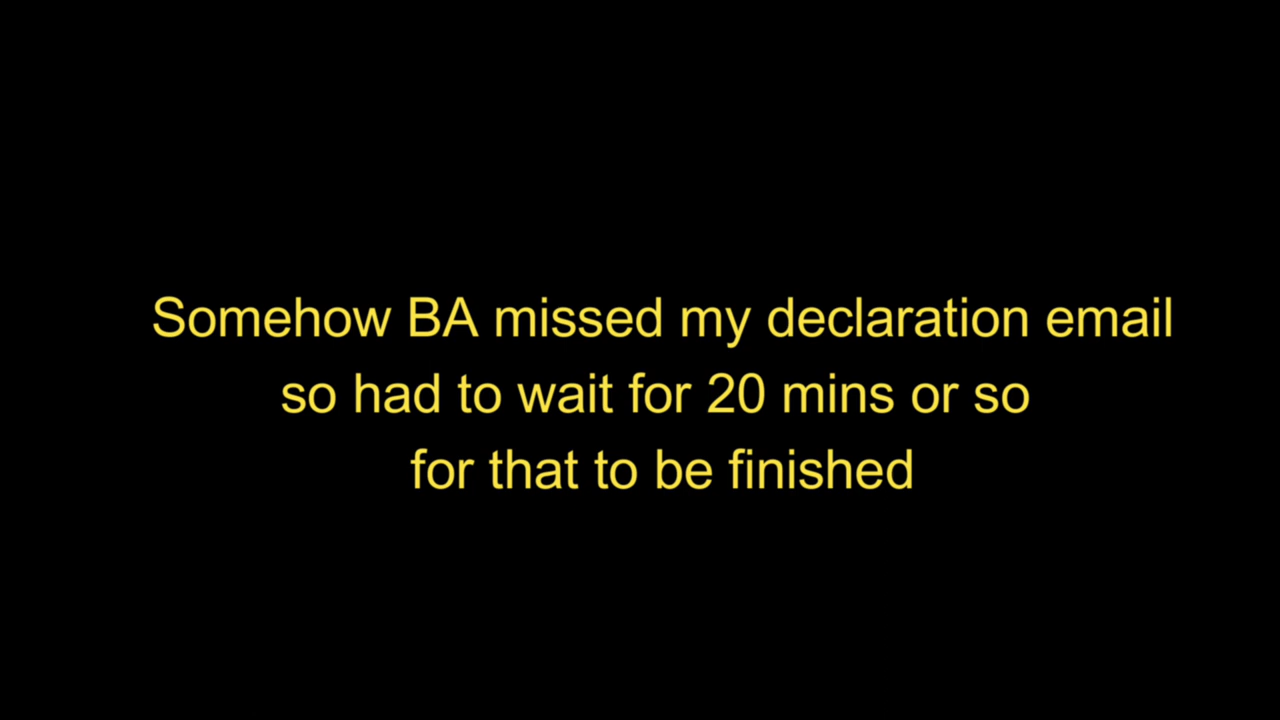 Somehow BA missed my declaration email
so had to wait for 20 mins or so
for that to be finished